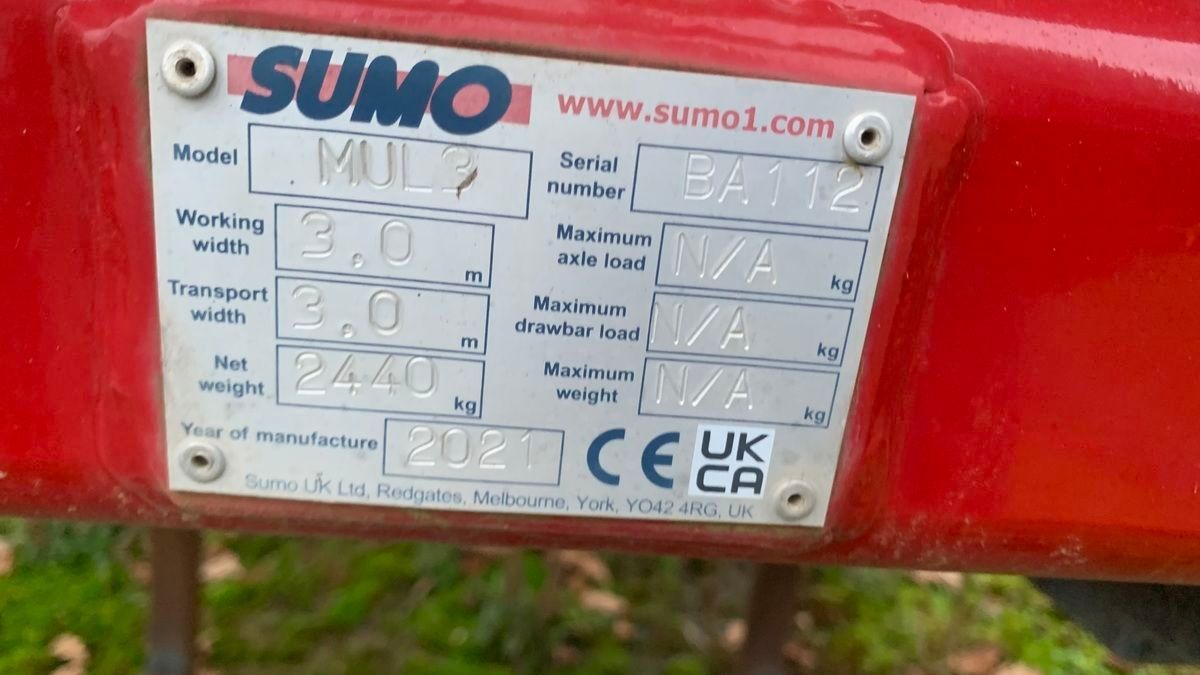 SUMO www.sumo1.com
Model MUL3 Serial number BA112
Working width 3.0 m Maximum axle load N/A kg
Transport width 3.0 m Maximum drawbar load N/A kg
Net weight 2440 kg Maximum weight N/A kg
Year of manufacture 2021 CE UK CA
Sumo UK Ltd, Redgates, Melbourne, York, YO42 4RG, UK